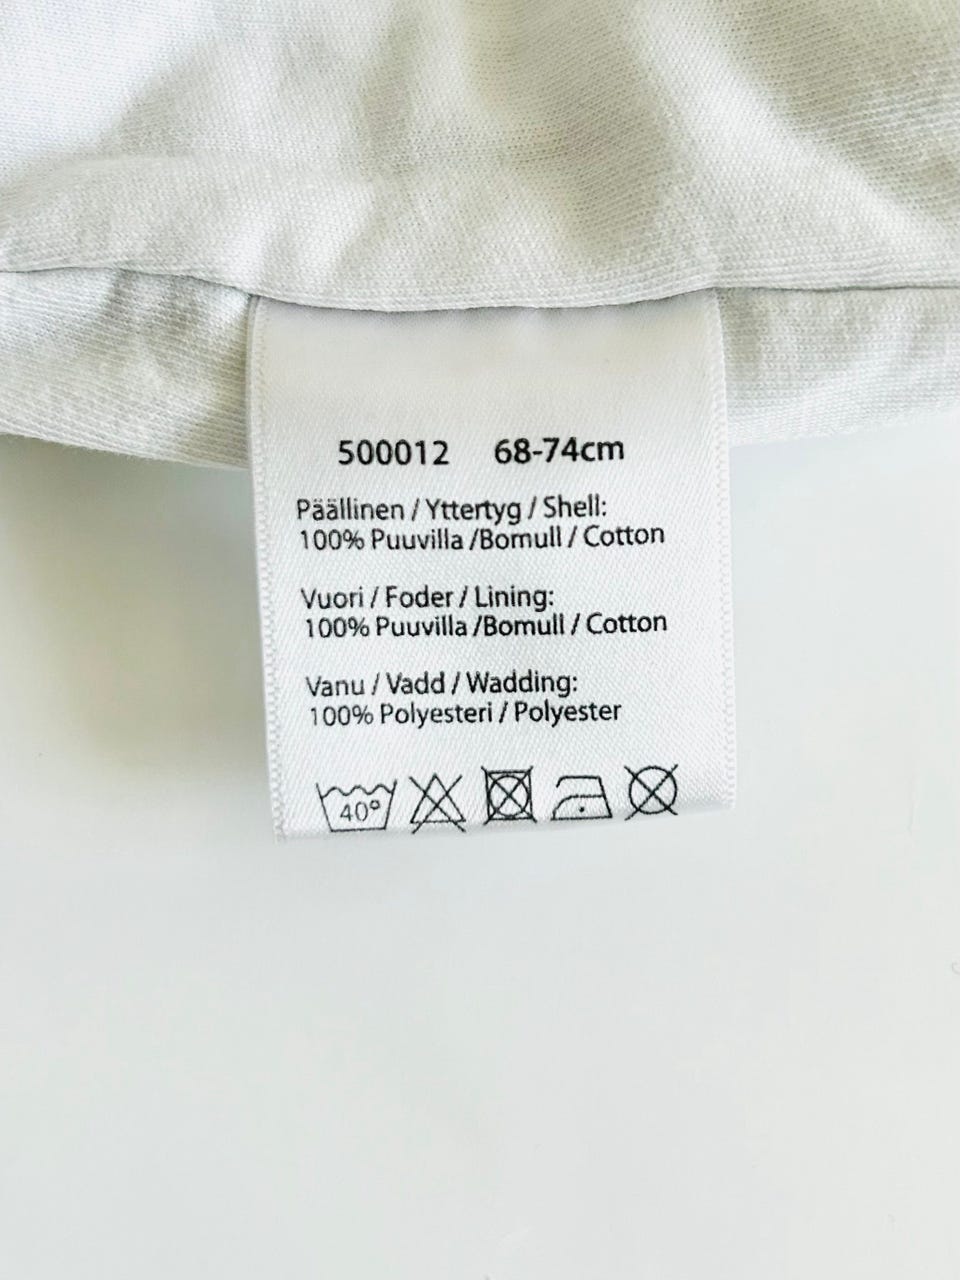 500012 68-74cm
Päällinen / Yttertyg / Shell:
100% Puuvilla /Bomull / Cotton
Vuori / Foder / Lining:
100% Puuvilla /Bomull / Cotton
Vanu / Vadd / Wadding:
100% Polyesteri / Polyester
40°